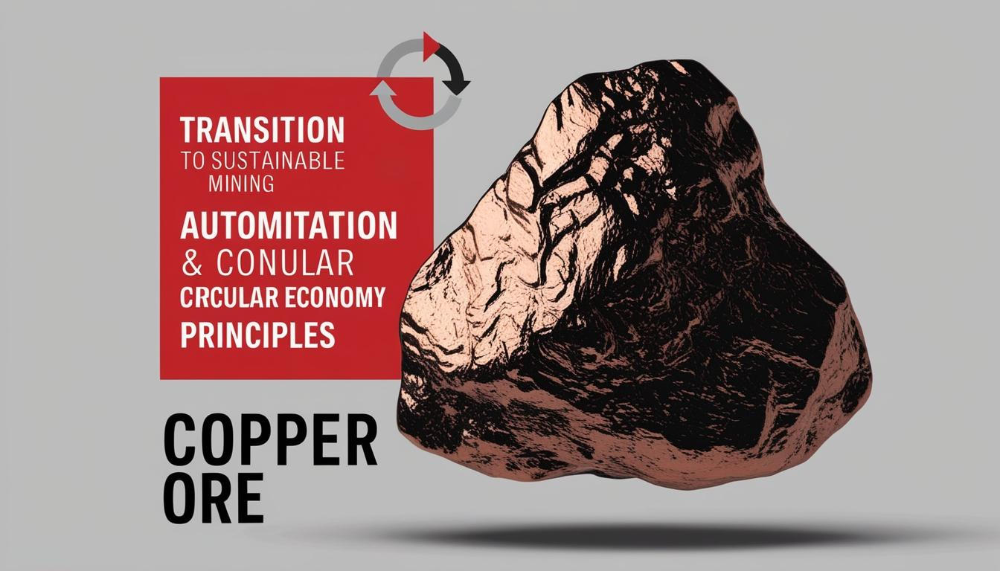 TRANSITION
TO SUSTAINABLE
MINING
AUTOMITATION
& CONULAR
CRCULAR ECONOMY
PRINCIPLES
COPPER
ORE